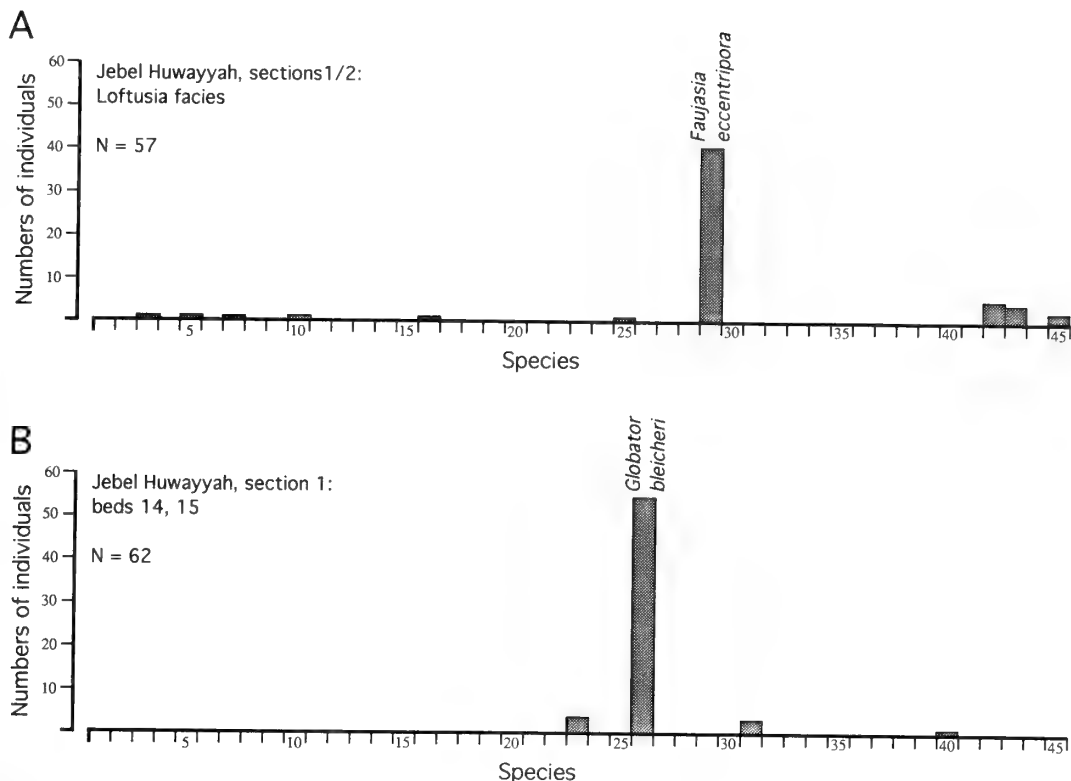 A
Jebel Huwayyah, sections1/2:
Loftusia facies
N = 57
Numbers of individuals
60
50
40
30
20
10
Faujasia
eccentripora
5
10
15
20
25
30
35
40
45
Species
B
Jebel Huwayyah, section 1:
beds 14, 15
N = 62
Numbers of individuals
60
50
40
30
20
10
Globator
bleicheri
5
10
15
20
25
30
35
40
45
Species